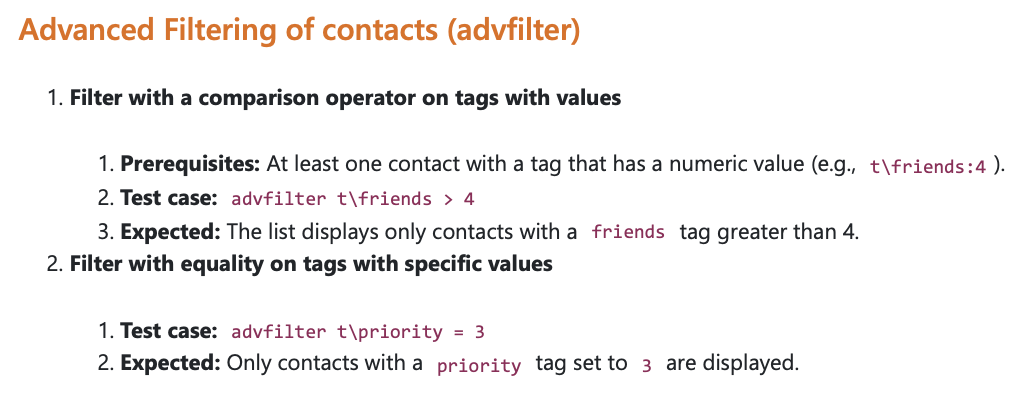 Advanced Filtering of contacts (advfilter)
1. Filter with a comparison operator on tags with values
1. Prerequisites: At least one contact with a tag that has a numeric value (e.g., t\friends:4 ).
2. Test case: advfilter t\friends > 4
3. Expected: The list displays only contacts with a friends tag greater than 4.
2. Filter with equality on tags with specific values
1. Test case: advfilter t\priority = 3
2. Expected: Only contacts with a priority tag set to 3 are displayed.